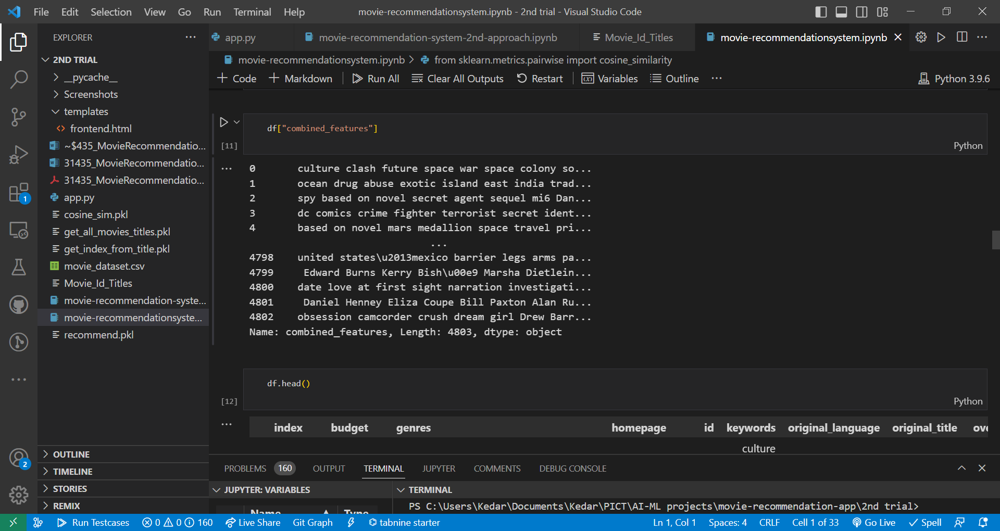 File Edit Selection View Go Run Terminal Help movie-recommendationsystem.ipynb - 2nd trial - Visual Studio Code
EXPLORER
2ND TRIAL
__pycache__
Screenshots
templates
frontend.html
~$435_MovieRecommendatio...
31435_MovieRecommendatio...
31435_MovieRecommendatio...
app.py
cosine_sim.pkl
get_all_movies_titles.pkl
get_index_from_title.pkl
movie_dataset.csv
Movie_Id_Titles
movie-recommendation-syste...
movie-recommendationsyste...
recommend.pkl
OUTLINE
TIMELINE
STORIES
REMIX
1
2
app.py movie-recommendation-system-2nd-approach.ipynb Movie_Id_Titles movie-recommendationsystem.ipynb
movie-recommendationsystem.ipynb > from sklearn.metrics.pairwise import cosine_similarity
Code Markdown Run All Clear All Outputs Restart Variables Outline ... Python 3.9.6
df["combined_features"]
[11] Python
0 culture clash future space war space colony so...
1 ocean drug abuse exotic island east india trad...
2 spy based on novel secret agent sequel mi6 Dan...
3 dc comics crime fighter terrorist secret ident...
4 based on novel mars medallion space travel pri...
...
4798 united states\u2013mexico barrier legs arms pa...
4799 Edward Burns Kerry Bish\u00e9 Marsha Dietlein...
4800 date love at first sight narration investigati...
4801 Daniel Henney Eliza Coupe Bill Paxton Alan Ru...
4802 obsession camcorder crush dream girl Drew Barr...
Name: combined_features, Length: 4803, dtype: object
df.head()
[12] Python
index budget genres homepage id keywords original_language original_title ove
culture
PROBLEMS 160 OUTPUT TERMINAL JUPYTER COMMENTS DEBUG CONSOLE
JUPYTER: VARIABLES TERMINAL
Name Type
PS C:\Users\Kedar\Documents\Kedar\PICT\AI-ML projects\movie-recommendation-app\2nd trial>
Run Testcases 0 0 160 Live Share Git Graph tabnine starter Ln 1, Col 1 Spaces: 4 CRLF Cell 1 of 33 Go Live Spell